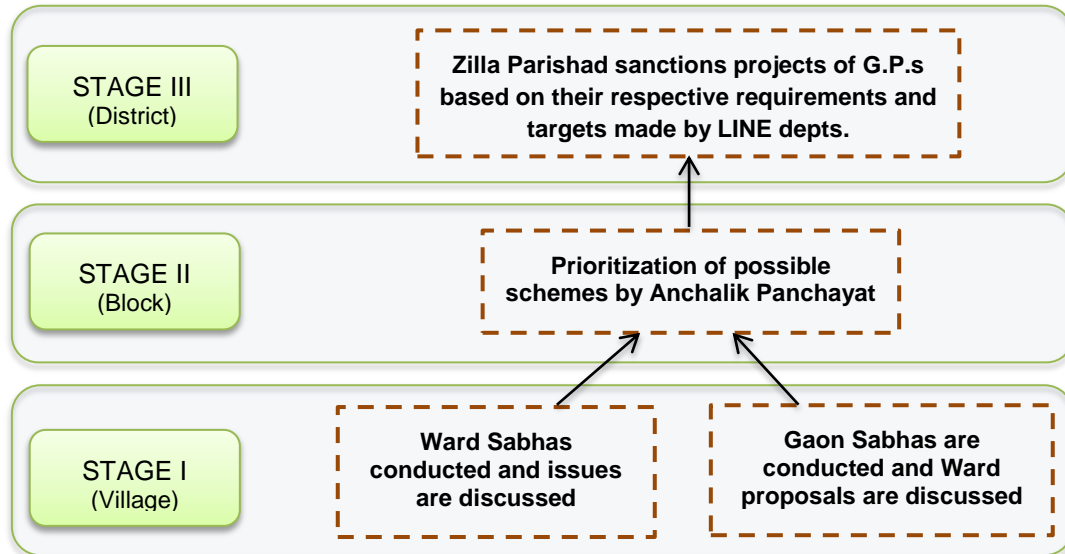 STAGE III
(District)
Zilla Parishad sanctions projects of G.P.s
based on their respective requirements and
targets made by LINE depts.
STAGE II
(Block)
Prioritization of possible
schemes by Anchalik Panchayat
STAGE I
(Village)
Ward Sabhas
conducted and issues
are discussed
Gaon Sabhas are
conducted and Ward
proposals are discussed